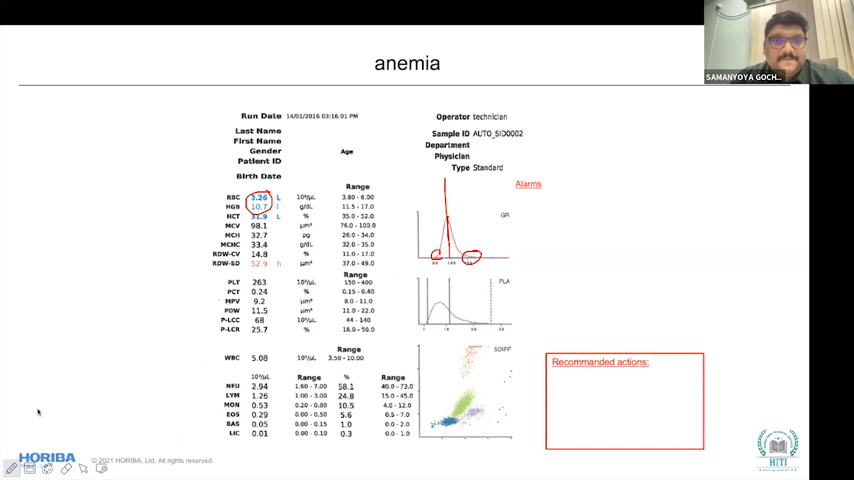 anemia
SAMANYOYA GOCH...
Run Date 14/01/2016 03:16:01 PM
Operator technician
Last Name
First Name
Gender Age
Patient ID
Birth Date
Sample ID AUTO_SID0002
Department
Physician
Type Standard
Alarms
Range
RBC 3.26 L 10⁶/µL 3.80 - 6.00
HGB 10.7 l g/dL 11.5 - 17.0
HCT 31.9 L % 35.0 - 52.0
MCV 98.1 µm³ 76.0 - 100.0
MCH 32.7 pg 26.0 - 34.0
MCHC 33.4 g/dL 32.0 - 35.0
RDW-CV 14.8 % 11.0 - 17.0
RDW-SD 52.9 h µm³ 37.0 - 49.0
GR
Range
PLT 263 10³/µL 150 - 400
PCT 0.24 % 0.15 - 0.40
MPV 9.2 µm³ 8.0 - 11.0
PDW 11.5 µm³ 11.0 - 22.0
P-LCC 68 10³/µL 44 - 140
P-LCR 25.7 % 18.0 - 50.0
PLA
Range
WBC 5.08 10³/µL 3.50 - 10.00
10³/µL Range % Range
NEU 2.94 1.60 - 7.00 58.1 40.0 - 73.0
LYM 1.26 1.00 - 3.00 24.8 15.0 - 45.0
MON 0.53 0.20 - 0.80 10.5 4.0 - 12.0
EOS 0.29 0.00 - 0.50 5.6 0.5 - 7.0
BAS 0.05 0.00 - 0.15 1.0 0.0 - 2.0
LIC 0.01 0.00 - 0.10 0.3 0.0 - 1.0
5DIFF
Recommanded actions:
HORIBA © 2021 HORIBA, Ltd. All rights reserved.
HITI